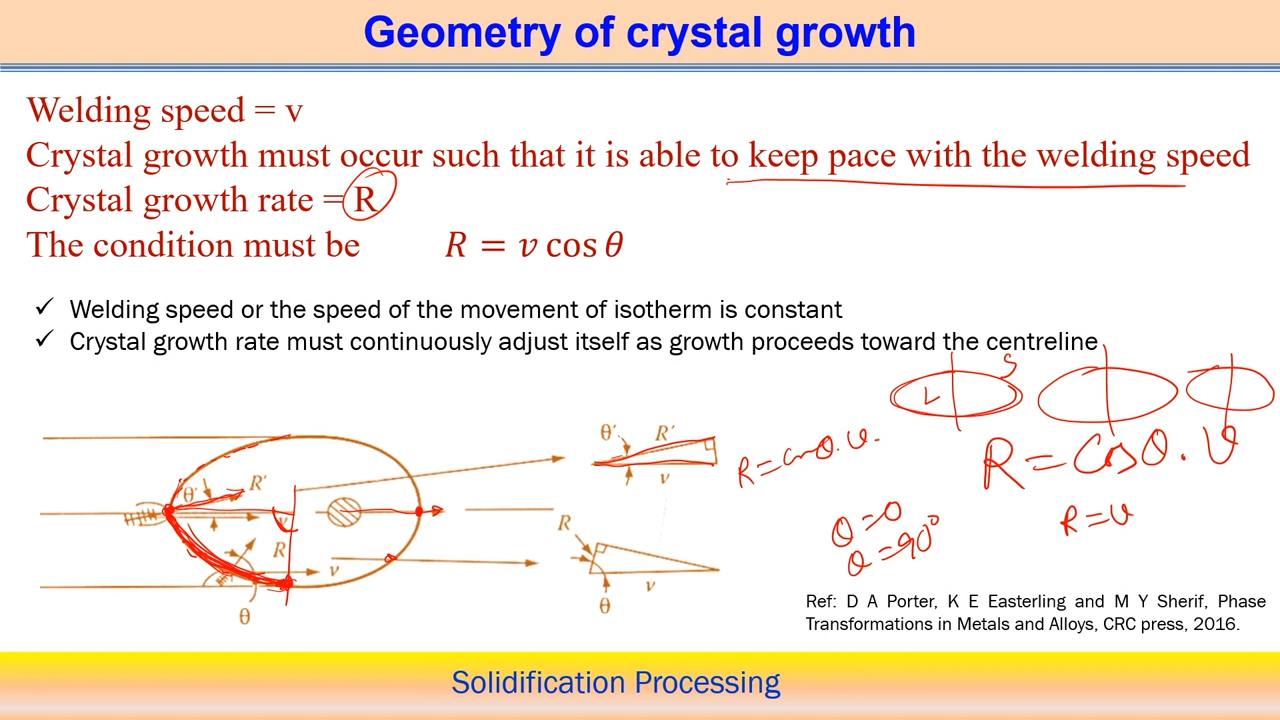 Geometry of crystal growth
Welding speed = v
Crystal growth must occur such that it is able to keep pace with the welding speed
Crystal growth rate = R
The condition must be R = v cos θ
✓ Welding speed or the speed of the movement of isotherm is constant
✓ Crystal growth rate must continuously adjust itself as growth proceeds toward the centreline
L S
R = Cosθ. v
R = cosθ. v.
θ' R'
v
θ' R'
v
R
v
θ
R
v
θ
θ = 0
θ = 90°
R = v
Ref: D A Porter, K E Easterling and M Y Sherif, Phase
Transformations in Metals and Alloys, CRC press, 2016.
Solidification Processing